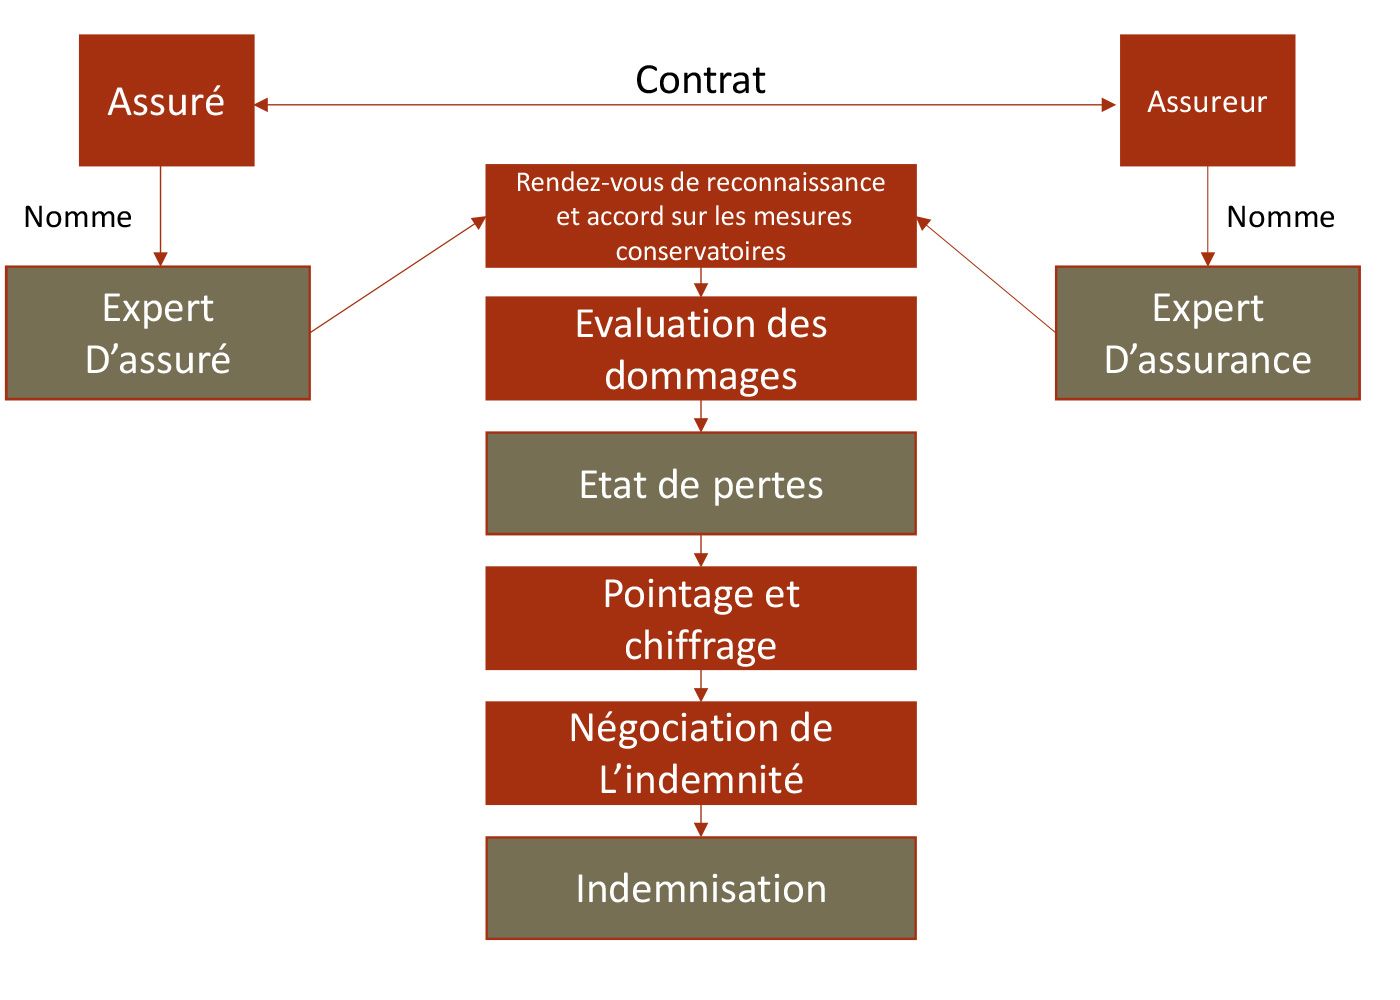 Contrat
Assuré
Assureur
Nomme
Nomme
Rendez-vous de reconnaissance
et accord sur les mesures
conservatoires
Expert
D’assuré
Expert
D’assurance
Evaluation des
dommages
Etat de pertes
Pointage et
chiffrage
Négociation de
L’indemnité
Indemnisation